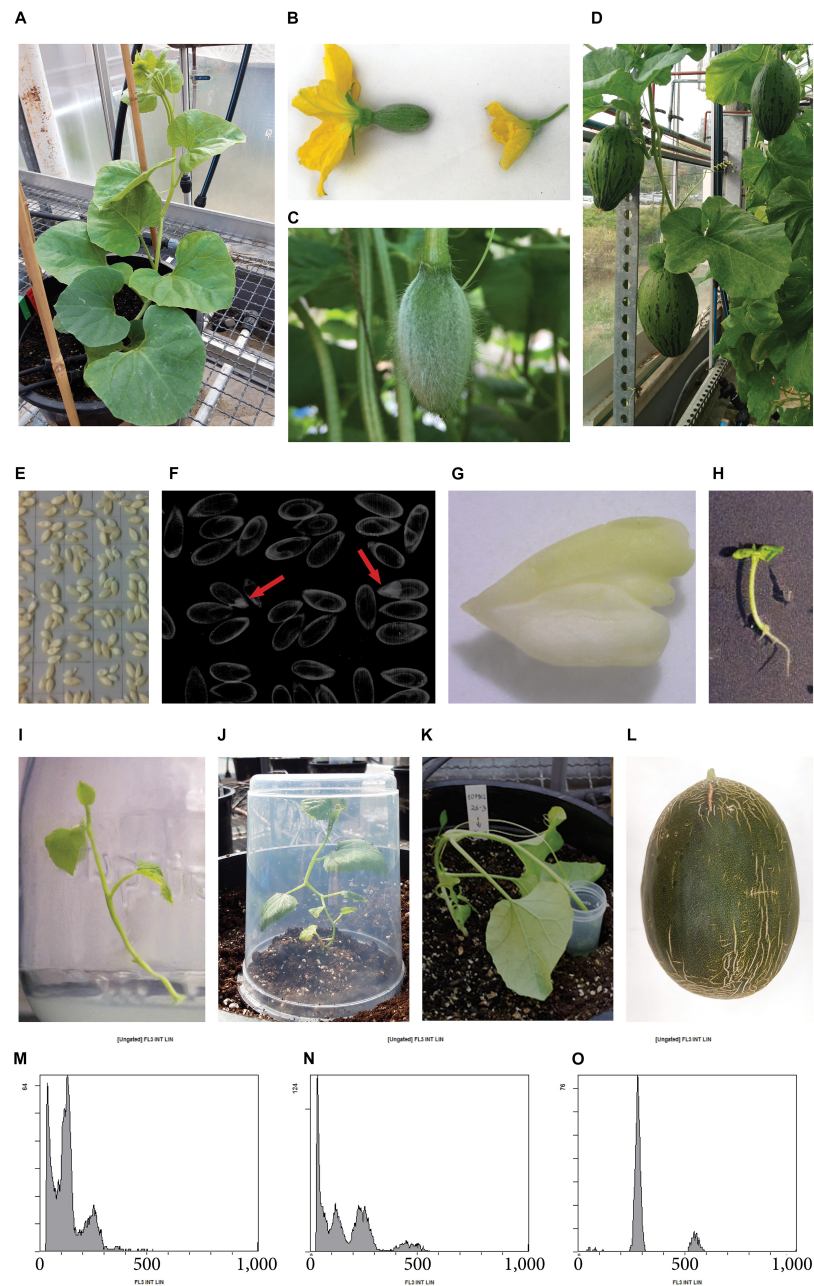 A
B
D
C
E
F
G
H
I
J
K
L
[Ungated] FL3 INT LIN
[Ungated] FL3 INT LIN
[Ungated] FL3 INT LIN
M
N
O
64
124
76
0
500
1,000
0
500
1,000
0
500
1,000
FL3 INT LIN
FL3 INT LIN
FL3 INT LIN